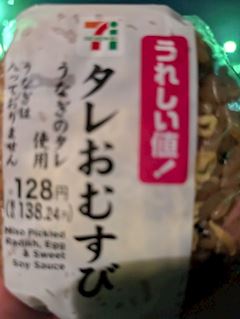 うれしい値!
タレおむすび
うなぎのタレ
使用
うなぎは
入っておりません
128円
138.24円
Miso Pickled
Radish, Egg
& Sweet
Soy Sauce